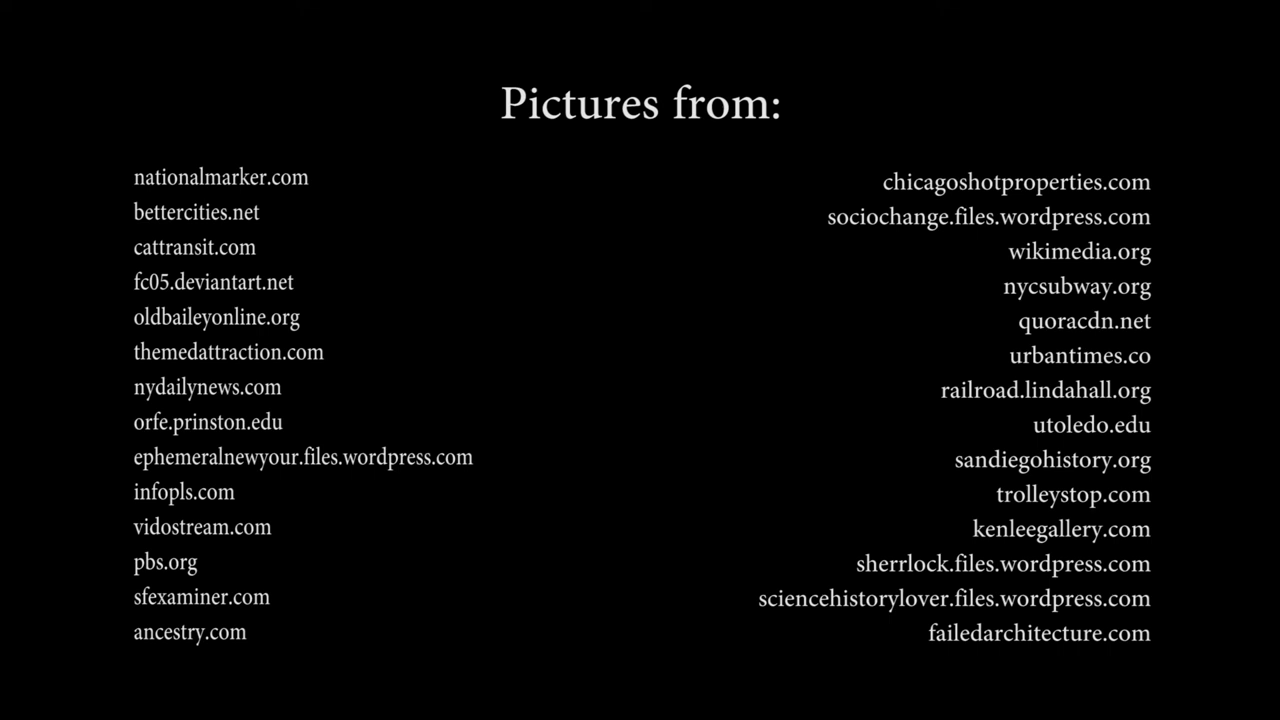 Pictures from:
nationalmarker.com
bettercities.net
cattransit.com
fc05.deviantart.net
oldbaileyonline.org
themedattraction.com
nydailynews.com
orfe.prinston.edu
ephemeralnewyour.files.wordpress.com
infopls.com
vidostream.com
pbs.org
sfexaminer.com
ancestry.com
chicagoshotproperties.com
sociochange.files.wordpress.com
wikimedia.org
nycsubway.org
quoracdn.net
urbantimes.co
railroad.lindahall.org
utoledo.edu
sandiegohistory.org
trolleystop.com
kenleegallery.com
sherrlock.files.wordpress.com
sciencehistorylover.files.wordpress.com
failedarchitecture.com